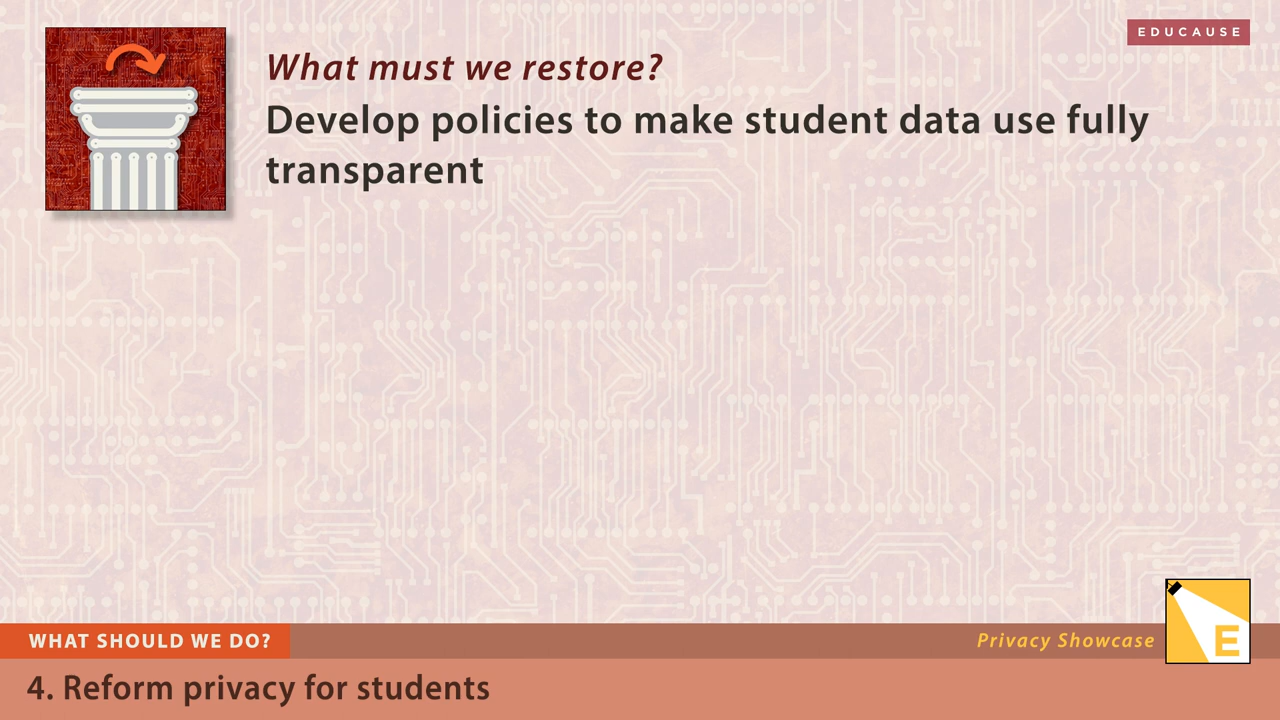 EDUCAUSE
What must we restore?
Develop policies to make student data use fully
transparent
WHAT SHOULD WE DO?
Privacy Showcase
E
4. Reform privacy for students